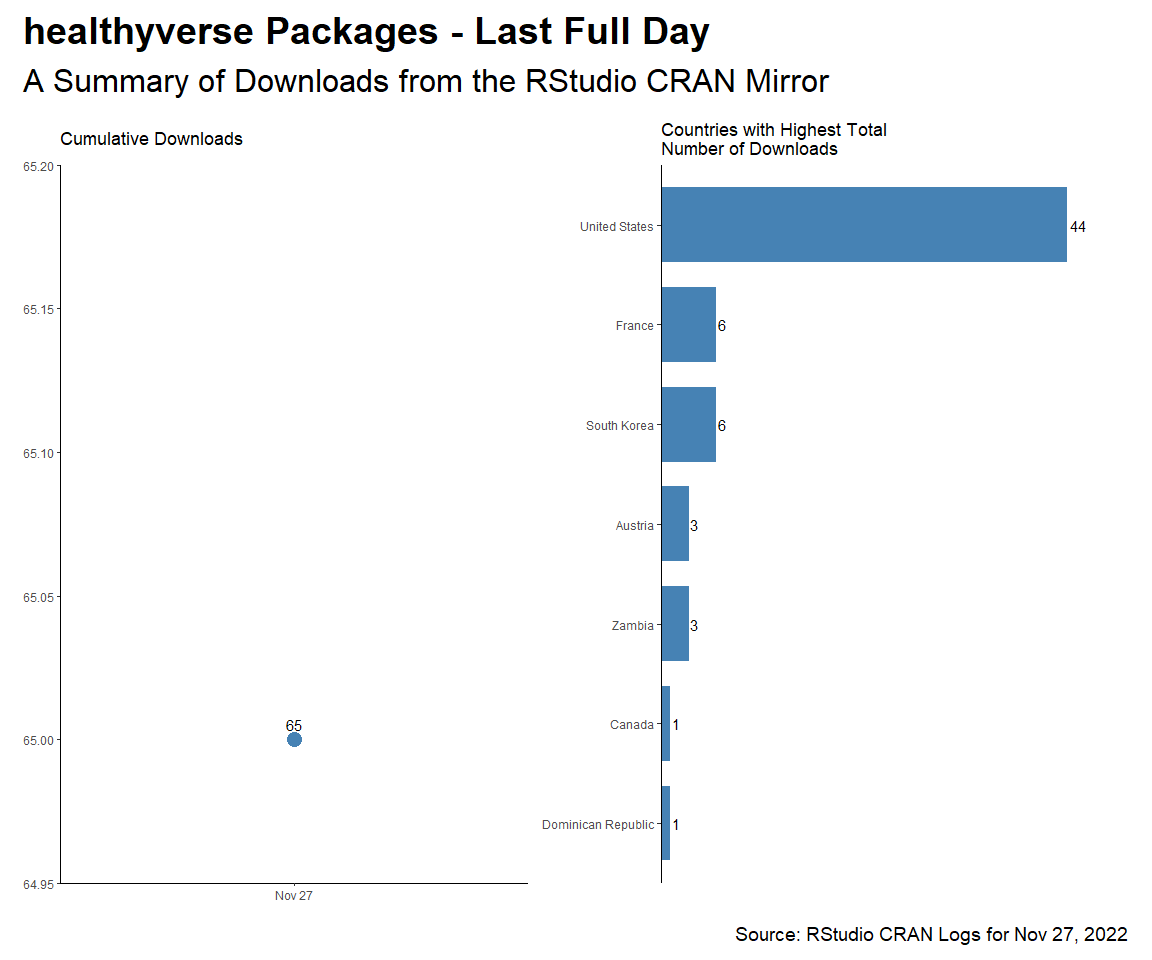 healthyverse Packages - Last Full Day
A Summary of Downloads from the RStudio CRAN Mirror
Cumulative Downloads
65.20
65.15
65.10
65.05
65.00
64.95
65
Nov 27
Countries with Highest Total
Number of Downloads
United States 44
France 6
South Korea 6
Austria 3
Zambia 3
Canada 1
Dominican Republic 1
Source: RStudio CRAN Logs for Nov 27, 2022